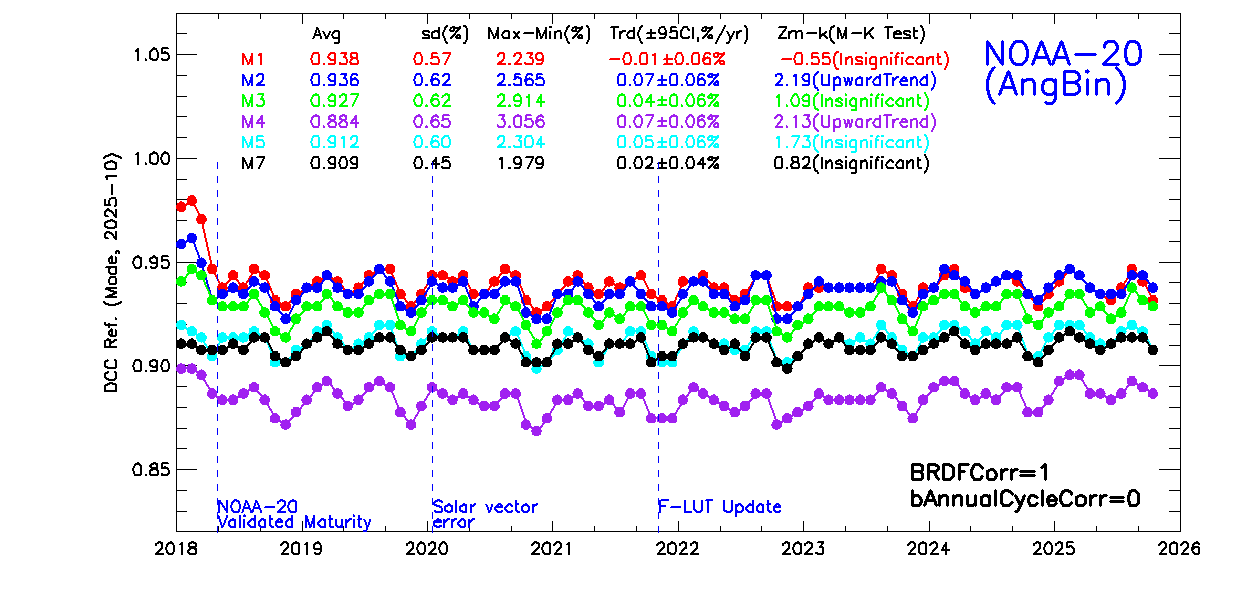 Avg sd(%) Max-Min(%) Trd(±95CI,%/yr) Zm-k(M-K Test)
M1 0.938 0.57 2.239 -0.01±0.06% -0.55(Insignificant)
M2 0.936 0.62 2.565 0.07±0.06% 2.19(UpwardTrend)
M3 0.927 0.62 2.914 0.04±0.06% 1.09(Insignificant)
M4 0.884 0.65 3.056 0.07±0.06% 2.13(UpwardTrend)
M5 0.912 0.60 2.304 0.05±0.06% 1.73(Insignificant)
M7 0.909 0.45 1.979 0.02±0.04% 0.82(Insignificant)
NOAA-20
(AngBin)
1.05
1.00
0.95
0.90
0.85
DCC Ref. (Mode, 2025-10)
BRDFCorr=1
bAnnualCycleCorr=0
NOAA-20
Validated Maturity
Solar vector
error
F-LUT Update
2018 2019 2020 2021 2022 2023 2024 2025 2026